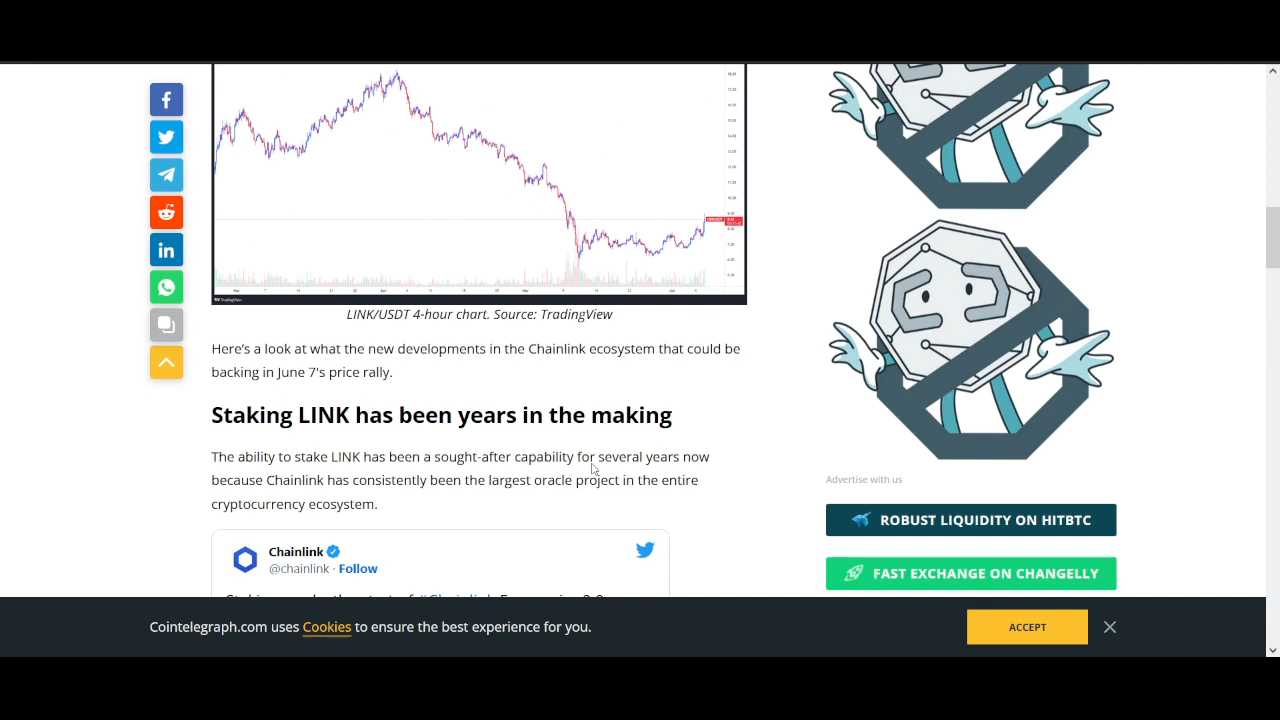 TradingView
LINK/USDT 4-hour chart. Source: TradingView
Here’s a look at what the new developments in the Chainlink ecosystem that could be
backing in June 7's price rally.
Staking LINK has been years in the making
The ability to stake LINK has been a sought-after capability for several years now
because Chainlink has consistently been the largest oracle project in the entire
cryptocurrency ecosystem.
Chainlink
@chainlink · Follow
Advertise with us
ROBUST LIQUIDITY ON HITBTC
FAST EXCHANGE ON CHANGELLY
Cointelegraph.com uses Cookies to ensure the best experience for you.
ACCEPT